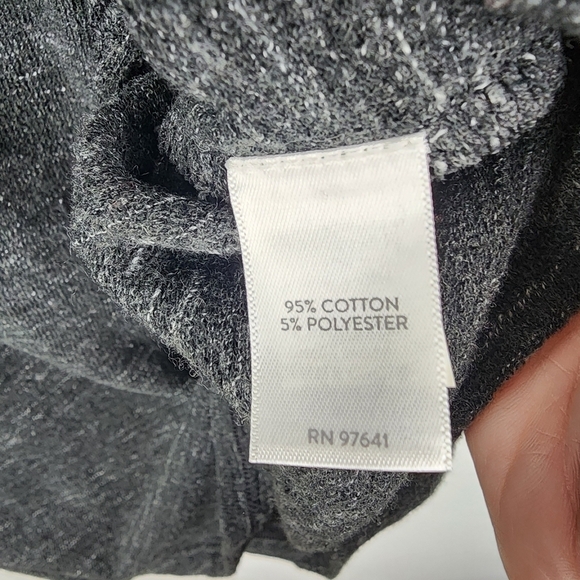 95% COTTON
5% POLYESTER
RN 97641